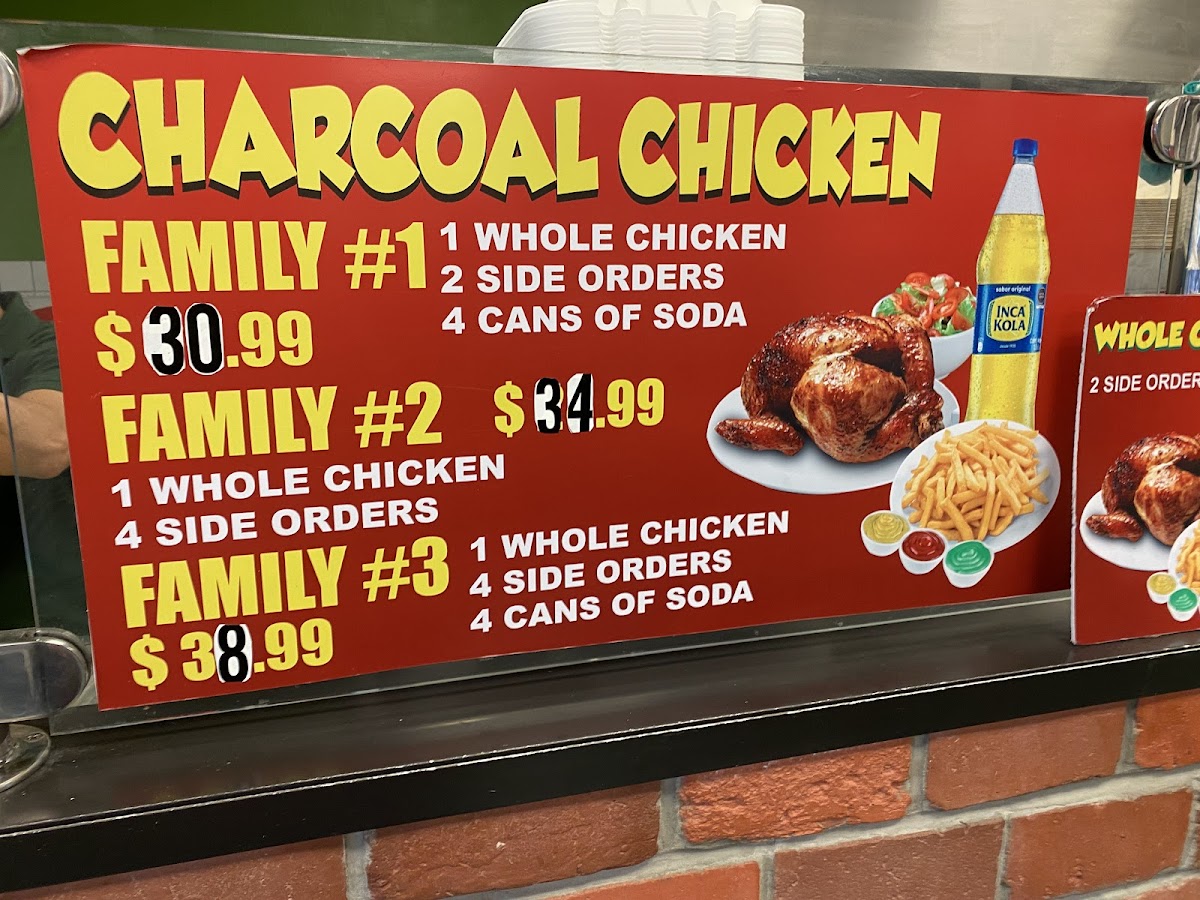 CHARCOAL CHICKEN
FAMILY #1
$30.99
1 WHOLE CHICKEN
2 SIDE ORDERS
4 CANS OF SODA
FAMILY #2 $34.99
1 WHOLE CHICKEN
4 SIDE ORDERS
FAMILY #3
$38.99
1 WHOLE CHICKEN
4 SIDE ORDERS
4 CANS OF SODA
sabor original
INCA
KOLA
WHOLE
2 SIDE ORDER